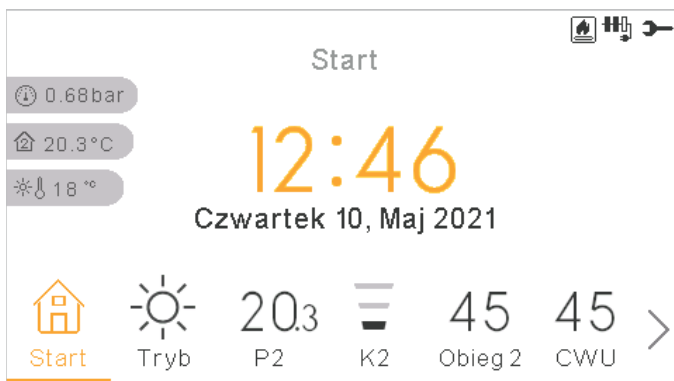 Start
0.68bar
2 20.3°C
18 °C
12:46
Czwartek 10, Maj 2021
20.3 45 45
Start Tryb P2 K2 Obieg 2 CWU